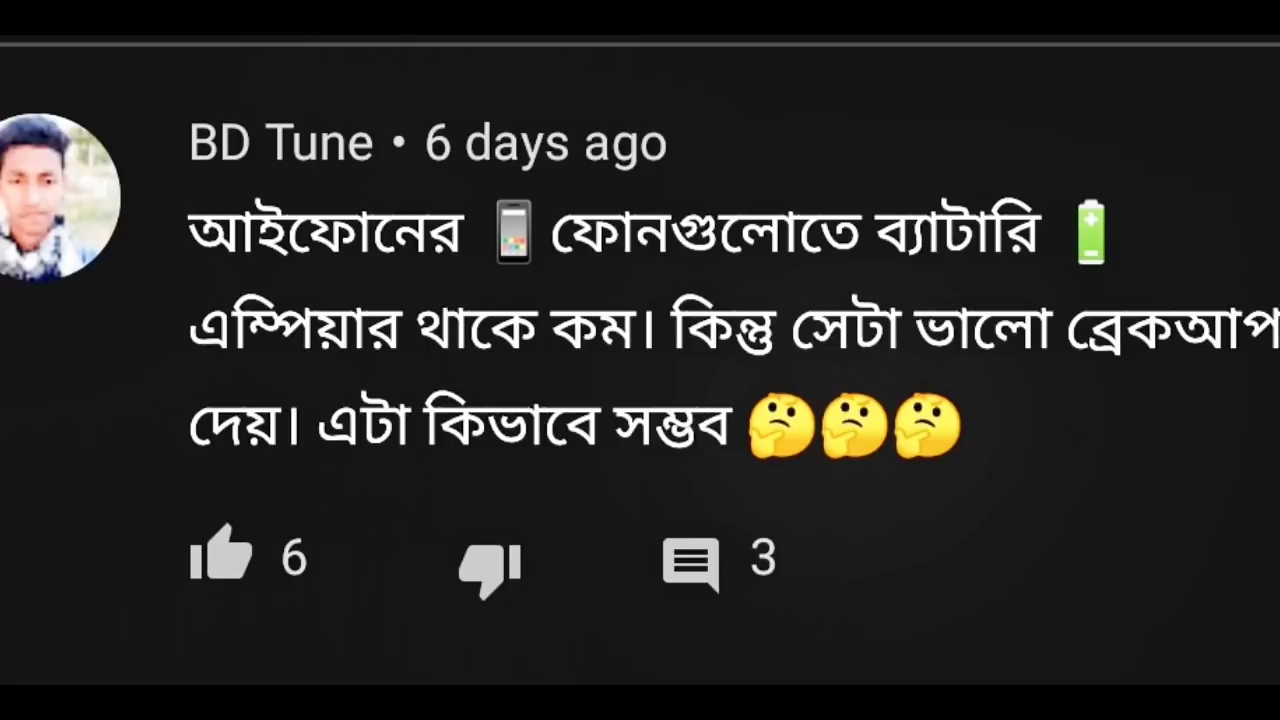 BD Tune • 6 days ago
আইফোনের 📱 ফোনগুলোতে ব্যাটারি 🔋
এম্পিয়ার থাকে কম। কিন্তু সেটা ভালো ব্রেকআপ
দেয়। এটা কিভাবে সম্ভব 🤔🤔🤔
6 3